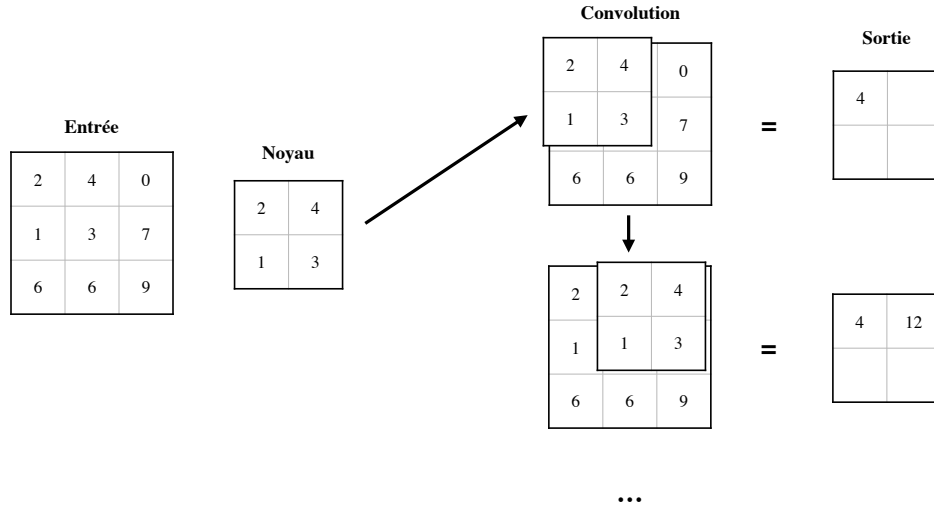 Convolution
Sortie
Entrée
Noyau
2 4 0
1 3 7
6 6 9
2 4
1 3
2 4 0
1 3 7
6 6 9
=
4
2 2 4
1 1 3
6 6 9
=
4 12
...